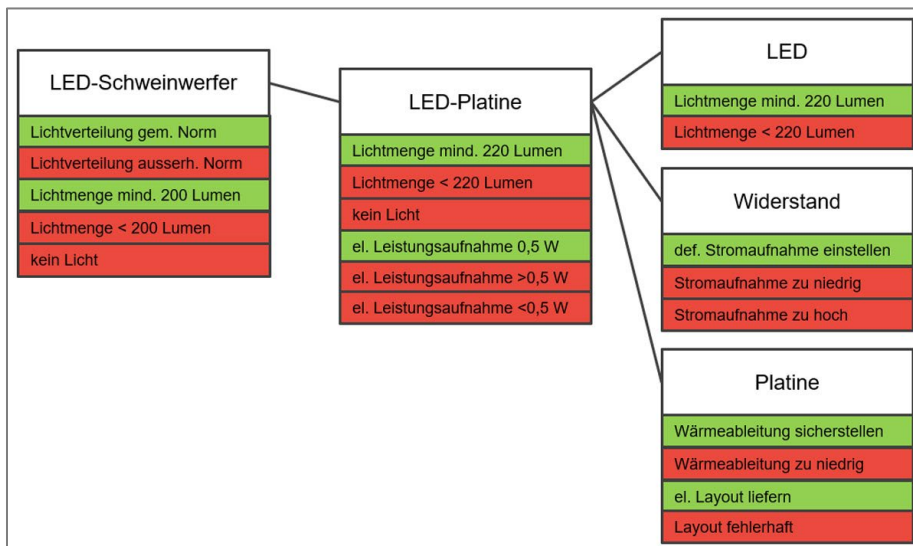 LED-Schweinwerfer
Lichtverteilung gem. Norm
Lichtverteilung ausserh. Norm
Lichtmenge mind. 200 Lumen
Lichtmenge < 200 Lumen
kein Licht
LED-Platine
Lichtmenge mind. 220 Lumen
Lichtmenge < 220 Lumen
kein Licht
el. Leistungsaufnahme 0,5 W
el. Leistungsaufnahme >0,5 W
el. Leistungsaufnahme <0,5 W
LED
Lichtmenge mind. 220 Lumen
Lichtmenge < 220 Lumen
Widerstand
def. Stromaufnahme einstellen
Stromaufnahme zu niedrig
Stromaufnahme zu hoch
Platine
Wärmeableitung sicherstellen
Wärmeableitung zu niedrig
el. Layout liefern
Layout fehlerhaft